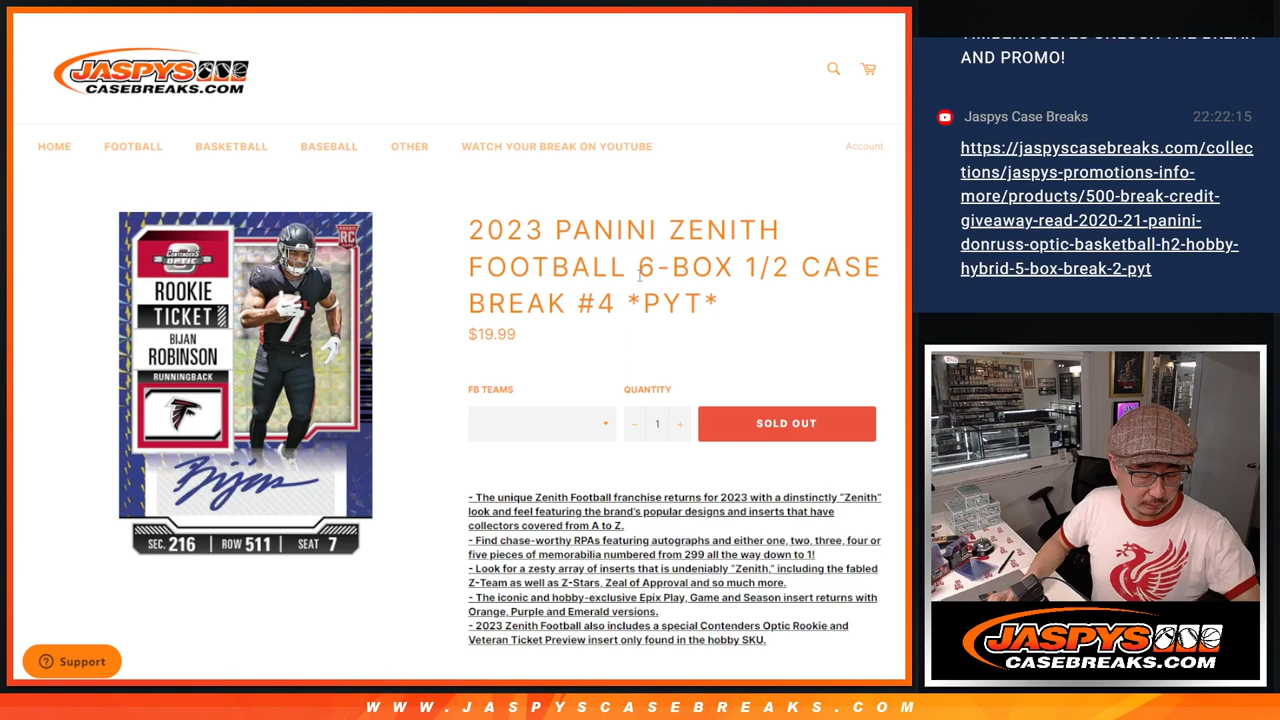 JASPYS
CASEBREAKS.COM
HOME FOOTBALL BASKETBALL BASEBALL OTHER WATCH YOUR BREAK ON YOUTUBE Account
CONTENDERS
OPTIC
RC
ROOKIE
TICKET
BIJAN
ROBINSON
RUNNINGBACK
7
SEC. 216 | ROW 511 | SEAT 7
2023 PANINI ZENITH
FOOTBALL 6-BOX 1/2 CASE
BREAK #4 *PYT*
$19.99
FB TEAMS QUANTITY
− 1 + SOLD OUT
- The unique Zenith Football franchise returns for 2023 with a dinstinctly "Zenith"
look and feel featuring the brand's popular designs and inserts that have
collectors covered from A to Z.
- Find chase-worthy RPAs featuring autographs and either one, two, three, four or
five pieces of memorabilia numbered from 299 all the way down to 1!
- Look for a zesty array of inserts that is undeniably "Zenith," including the fabled
Z-Team as well as Z-Stars, Zeal of Approval and so much more.
- The iconic and hobby-exclusive Epix Play, Game and Season insert returns with
Orange, Purple and Emerald versions.
- 2023 Zenith Football also includes a special Contenders Optic Rookie and
Veteran Ticket Preview insert only found in the hobby SKU.
Support
AND PROMO!
Jaspys Case Breaks 22:22:15
https://jaspyscasebreaks.com/collec
tions/jaspys-promotions-info-
more/products/500-break-credit-
giveaway-read-2020-21-panini-
donruss-optic-basketball-h2-hobby-
hybrid-5-box-break-2-pyt
JASPYS
CASEBREAKS.COM
WWW.JASPYSCASEBREAKS.COM